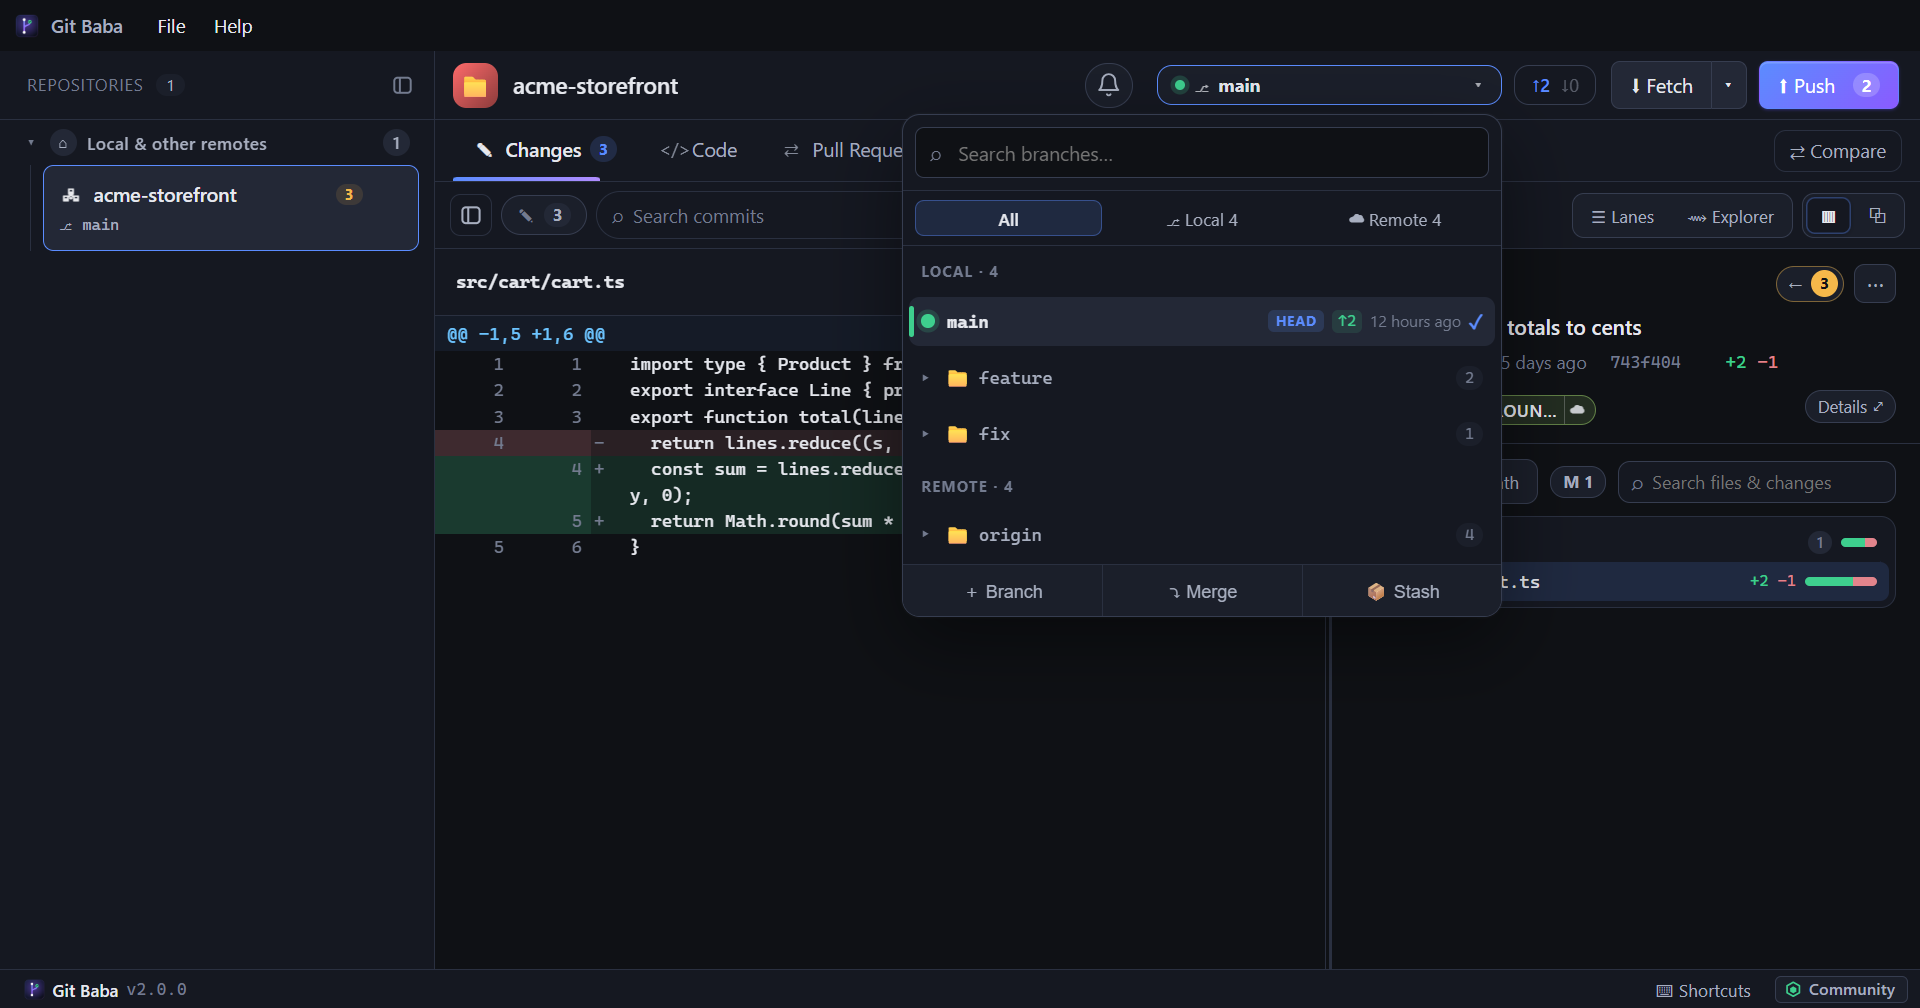 Git Baba File Help
REPOSITORIES 1
Local & other remotes 1
acme-storefront 3
main
acme-storefront
main
↑2 ↓0
Fetch
Push 2
Changes 3
</> Code
Pull Reque
Compare
3
Search commits
Lanes
Explorer
src/cart/cart.ts
@@ -1,5 +1,6 @@
1 1 import type { Product } fr
2 2 export interface Line { pr
3 3 export function total(line
4 − return lines.reduce((s,
4 + const sum = lines.reduce
y, 0);
5 + return Math.round(sum *
5 6 }
Search branches...
All
Local 4
Remote 4
LOCAL · 4
main HEAD ↑2 12 hours ago ✓
feature 2
fix 1
REMOTE · 4
origin 4
+ Branch
Merge
Stash
← 3 ...
totals to cents
5 days ago 743f404 +2 −1
OUN...
Details
th
M 1
Search files & changes
1
t.ts +2 −1
Git Baba v2.0.0
Shortcuts
Community